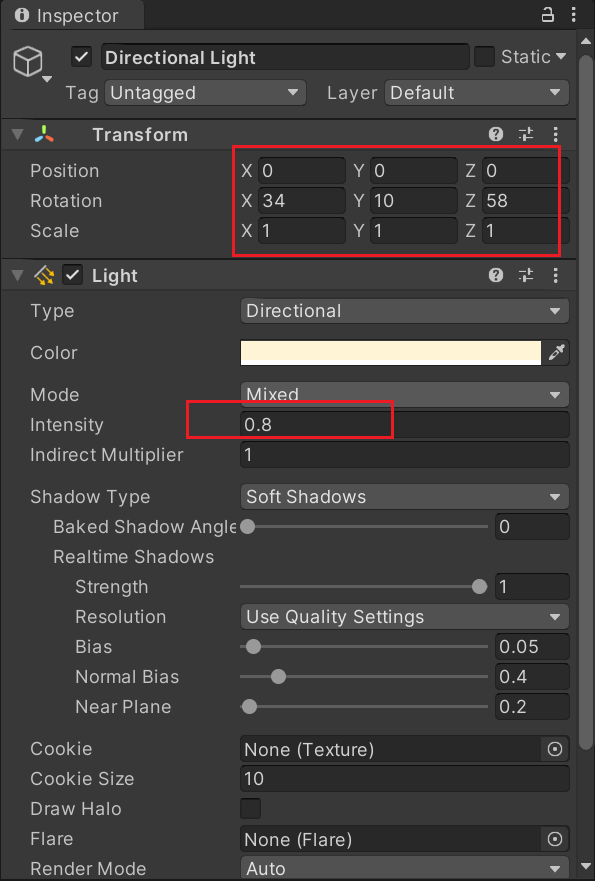 Inspector
Directional Light Static
Tag Untagged Layer Default
Transform
Position X 0 Y 0 Z 0
Rotation X 34 Y 10 Z 58
Scale X 1 Y 1 Z 1
Light
Type Directional
Color
Mode Mixed
Intensity 0.8
Indirect Multiplier 1
Shadow Type Soft Shadows
Baked Shadow Angle 0
Realtime Shadows
Strength 1
Resolution Use Quality Settings
Bias 0.05
Normal Bias 0.4
Near Plane 0.2
Cookie None (Texture)
Cookie Size 10
Draw Halo
Flare None (Flare)
Render Mode Auto